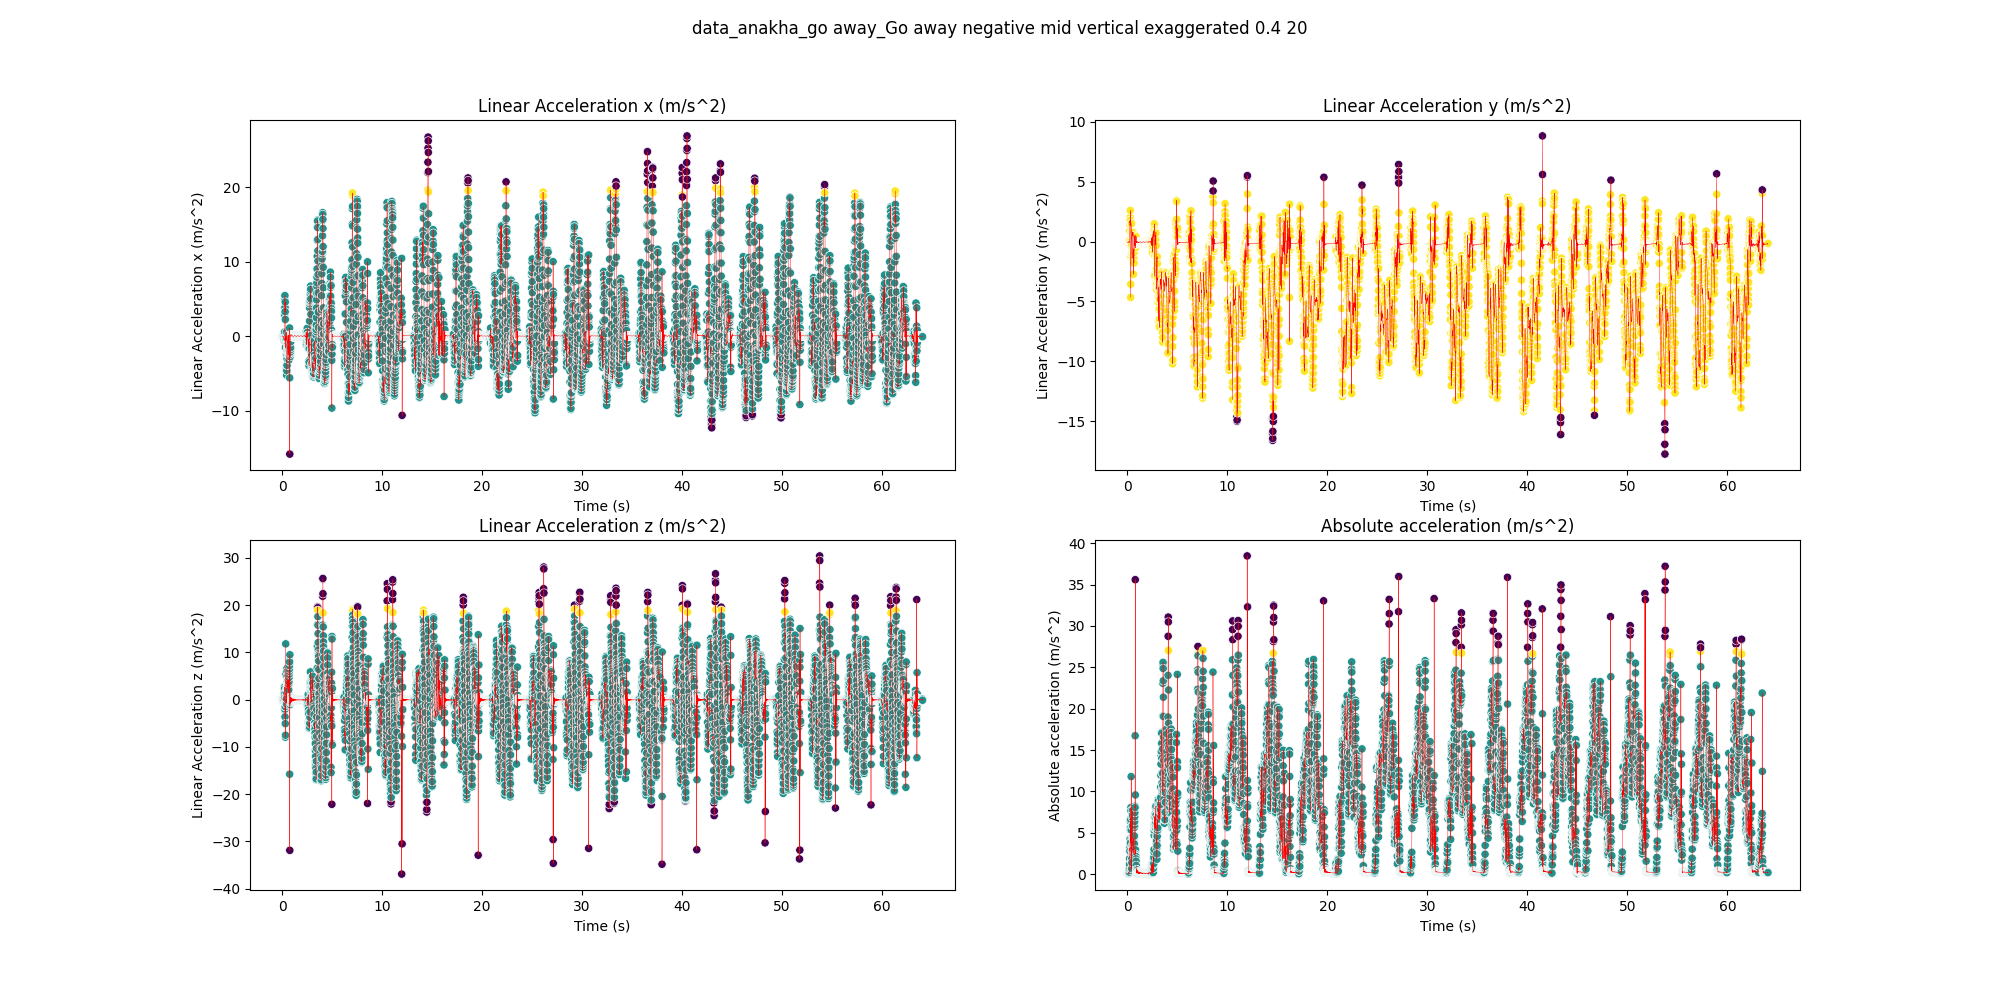 data_anakha_go away_Go away negative mid vertical exaggerated 0.4 20
Linear Acceleration x (m/s^2)
Linear Acceleration x (m/s^2)
20
10
0
−10
0 10 20 30 40 50 60
Time (s)
Linear Acceleration y (m/s^2)
Linear Acceleration y (m/s^2)
10
5
0
−5
−10
−15
0 10 20 30 40 50 60
Time (s)
Linear Acceleration z (m/s^2)
Linear Acceleration z (m/s^2)
30
20
10
0
−10
−20
−30
−40
0 10 20 30 40 50 60
Time (s)
Absolute acceleration (m/s^2)
Absolute acceleration (m/s^2)
40
35
30
25
20
15
10
5
0
0 10 20 30 40 50 60
Time (s)